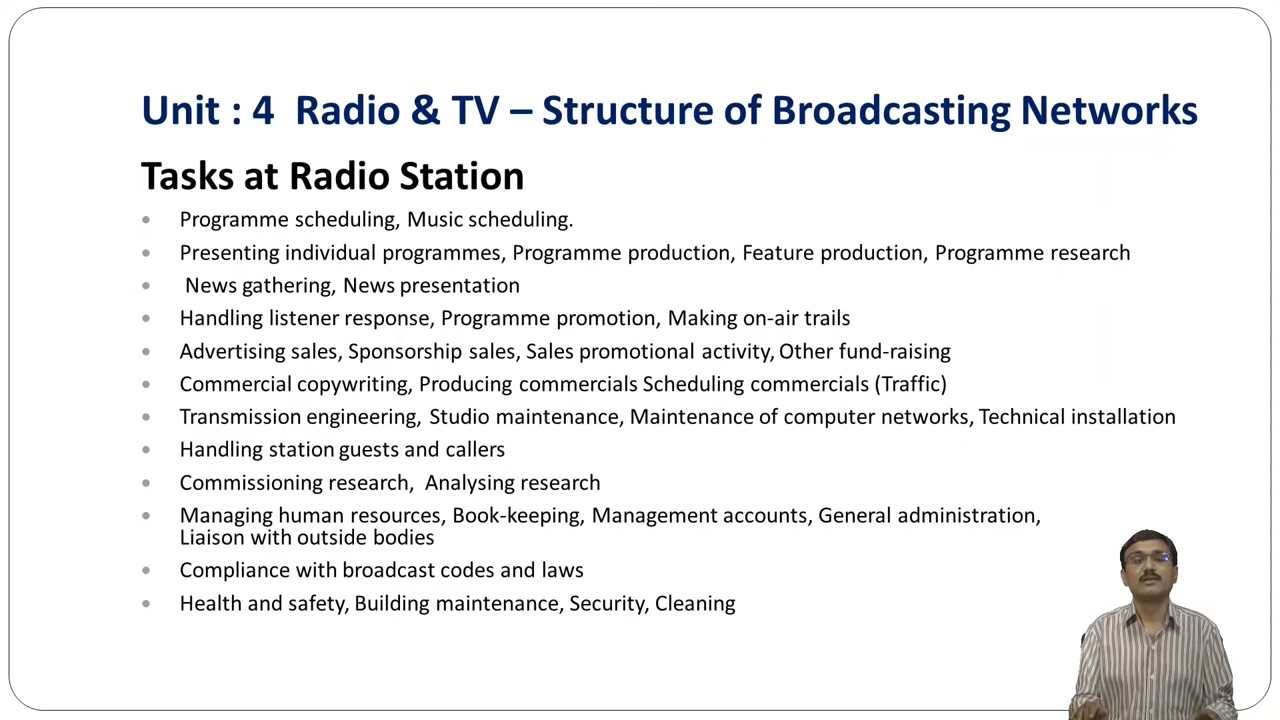 Unit : 4 Radio & TV – Structure of Broadcasting Networks
Tasks at Radio Station
• Programme scheduling, Music scheduling.
• Presenting individual programmes, Programme production, Feature production, Programme research
• News gathering, News presentation
• Handling listener response, Programme promotion, Making on-air trails
• Advertising sales, Sponsorship sales, Sales promotional activity, Other fund-raising
• Commercial copywriting, Producing commercials Scheduling commercials (Traffic)
• Transmission engineering, Studio maintenance, Maintenance of computer networks, Technical installation
• Handling station guests and callers
• Commissioning research, Analysing research
• Managing human resources, Book-keeping, Management accounts, General administration,
Liaison with outside bodies
• Compliance with broadcast codes and laws
• Health and safety, Building maintenance, Security, Cleaning